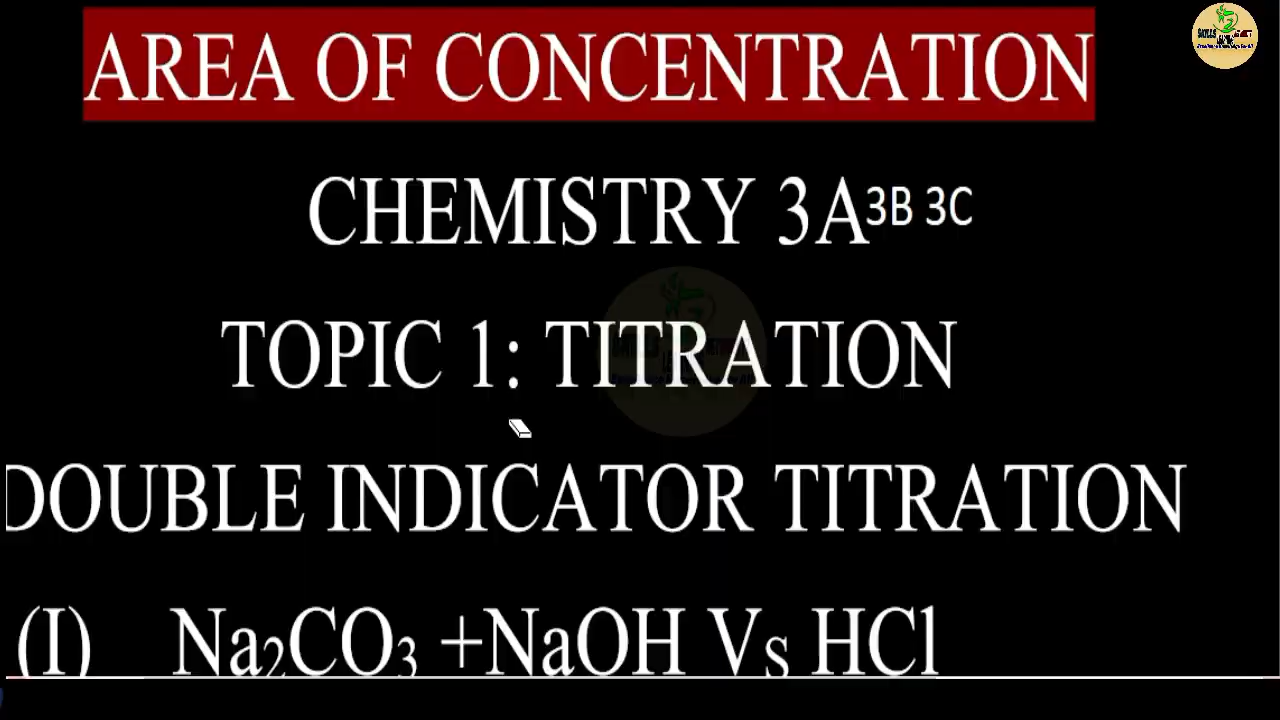 AREA OF CONCENTRATION
CHEMISTRY 3A 3B 3C
TOPIC 1: TITRATION
DOUBLE INDICATOR TITRATION
(I) Na₂CO₃ +NaOH Vs HCl